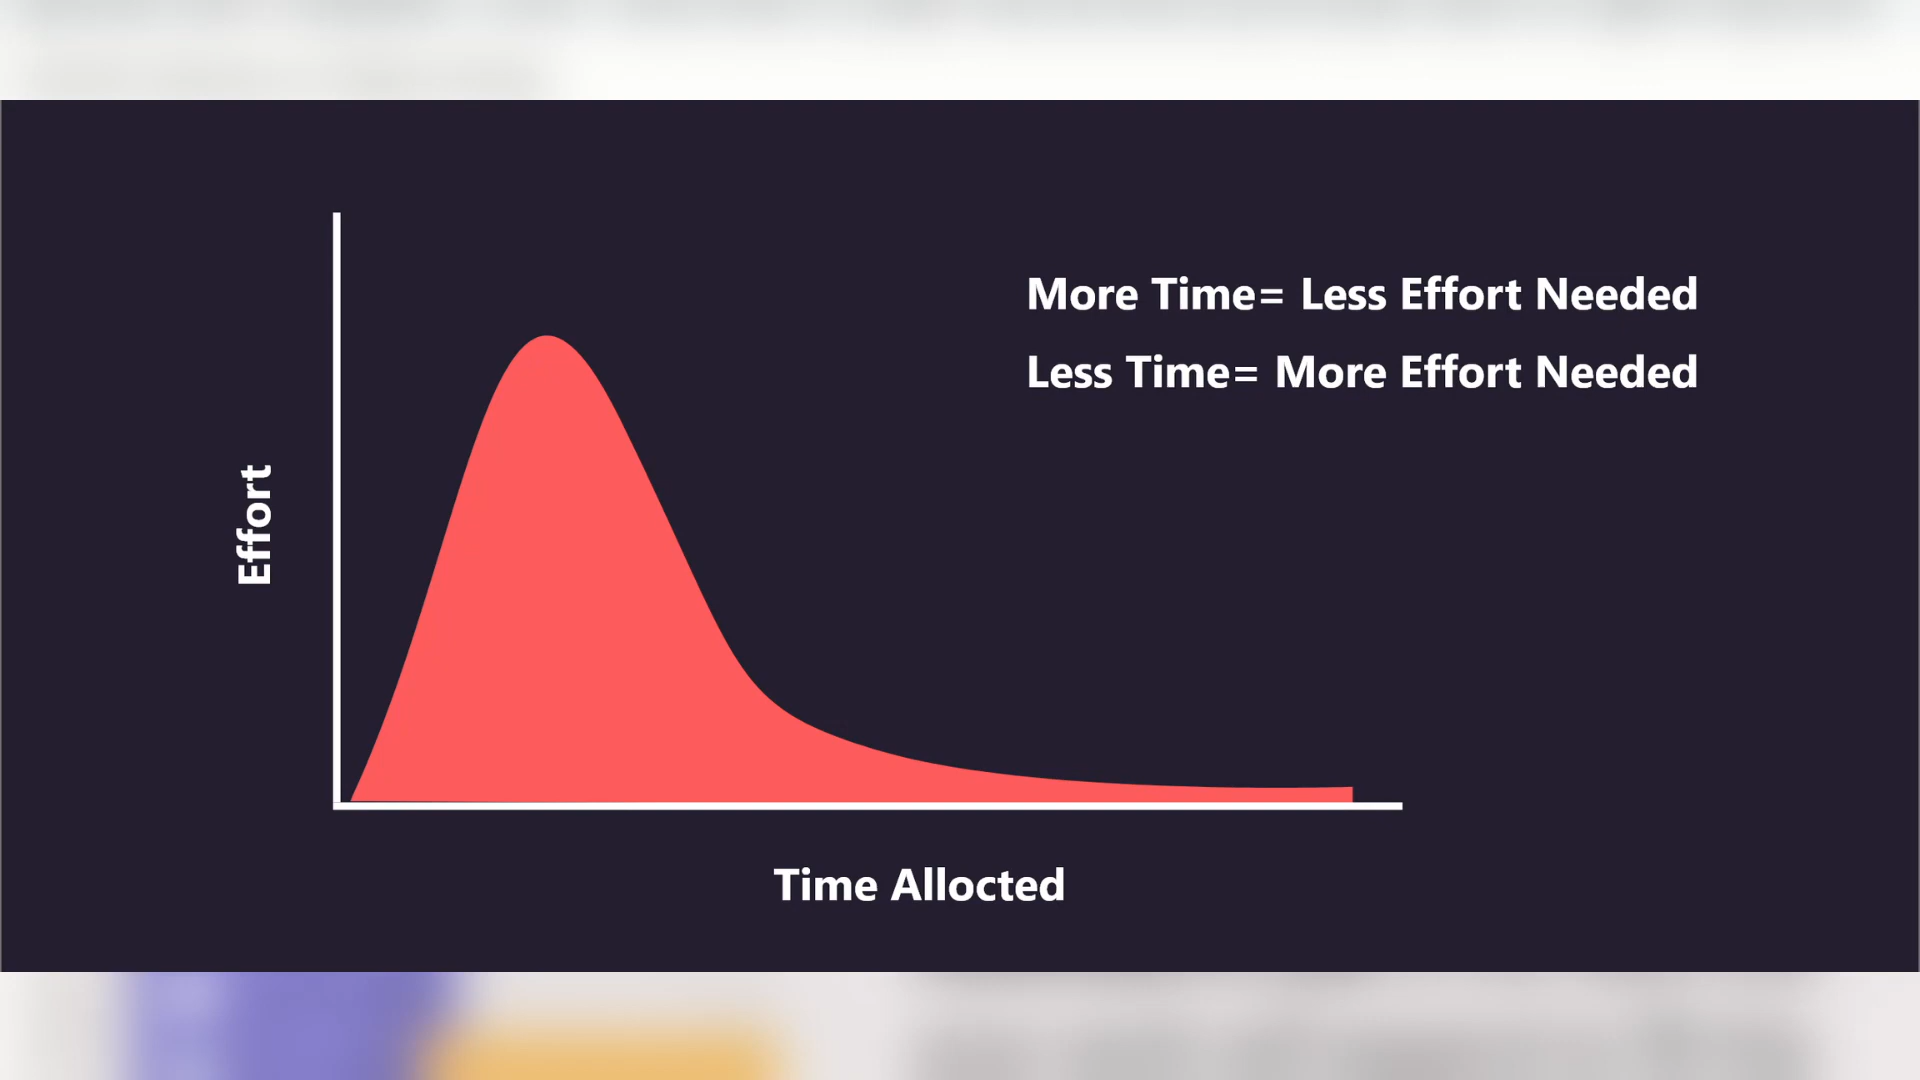 More Time= Less Effort Needed
Less Time= More Effort Needed
Effort
Time Allocted